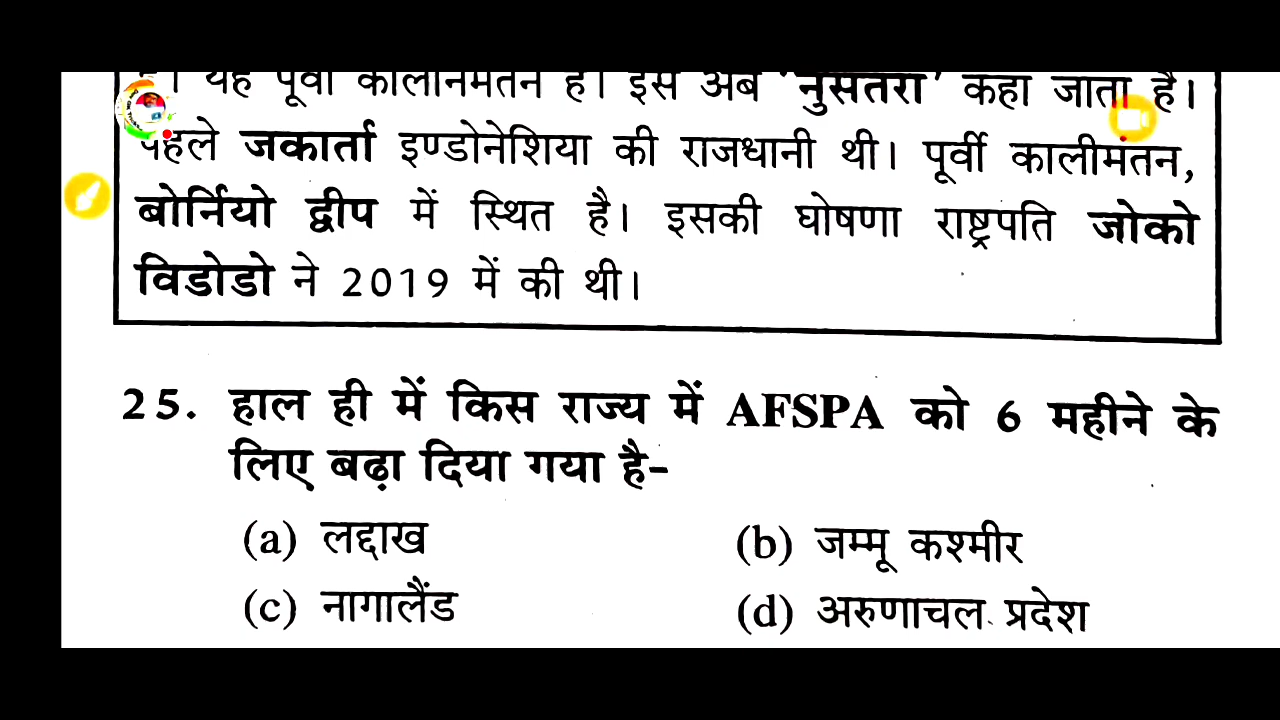 है। यह पूर्वी कालीनमंतन है। इसे अब 'नुसंतरा' कहा जाता है।
पहले जकार्ता इण्डोनेशिया की राजधानी थी। पूर्वी कालीमंतन,
बोर्नियो द्वीप में स्थित है। इसकी घोषणा राष्ट्रपति जोको
विडोडो ने 2019 में की थी।
25. हाल ही में किस राज्य में AFSPA को 6 महीने के
लिए बढ़ा दिया गया है-
(a) लद्दाख (b) जम्मू कश्मीर
(c) नागालैंड (d) अरुणाचल प्रदेश